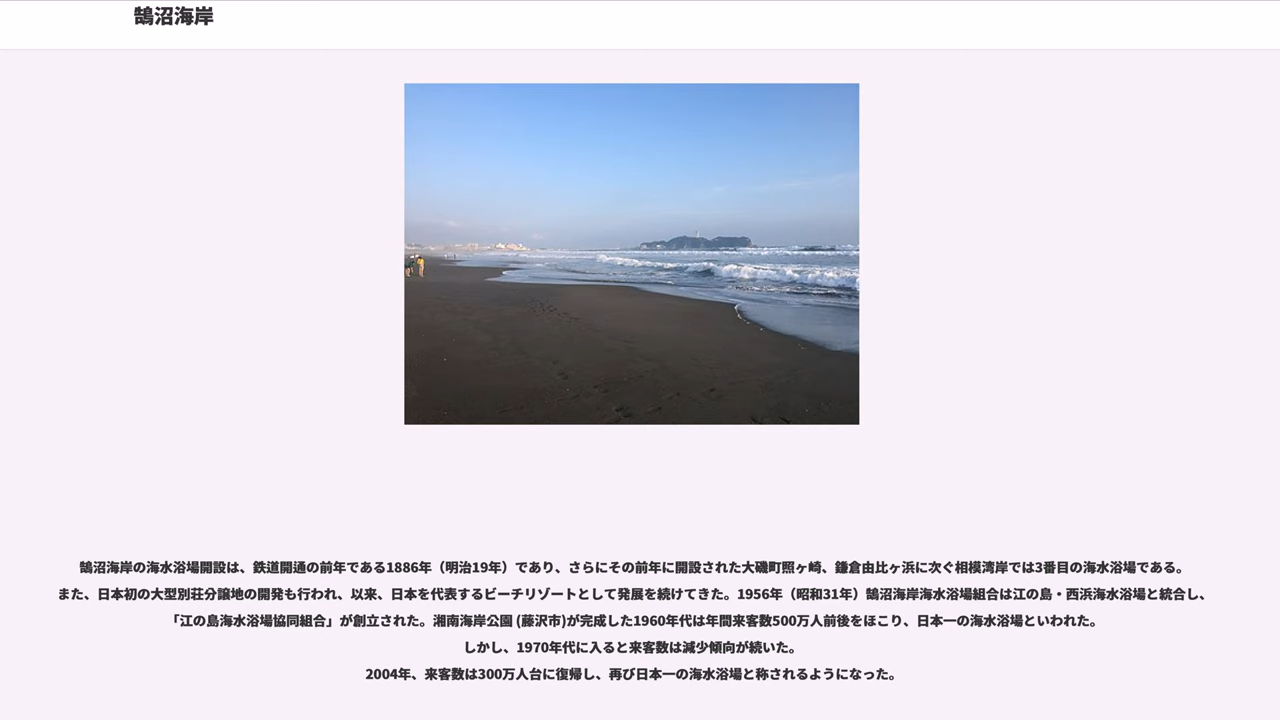 鵠沼海岸
鵠沼海岸の海水浴場開設は、鉄道開通の前年である1886年（明治19年）であり、さらにその前年に開設された大磯町照ヶ崎、鎌倉由比ヶ浜に次ぐ相模湾岸では3番目の海水浴場である。
また、日本初の大型別荘分譲地の開発も行われ、以来、日本を代表するビーチリゾートとして発展を続けてきた。1956年（昭和31年）鵠沼海岸海水浴場組合は江の島・西浜海水浴場と統合し、
「江の島海水浴場協同組合」が創立された。湘南海岸公園 (藤沢市)が完成した1960年代は年間来客数500万人前後をほこり、日本一の海水浴場といわれた。
しかし、1970年代に入ると来客数は減少傾向が続いた。
2004年、来客数は300万人台に復帰し、再び日本一の海水浴場と称されるようになった。